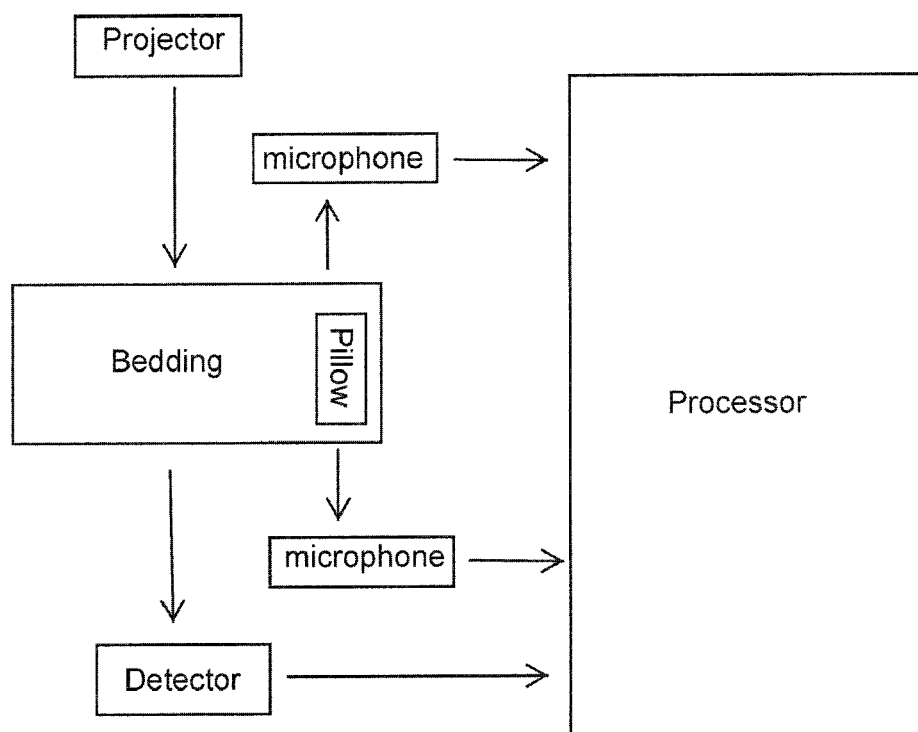 Projector
microphone
Bedding
Pillow
Processor
microphone
Detector